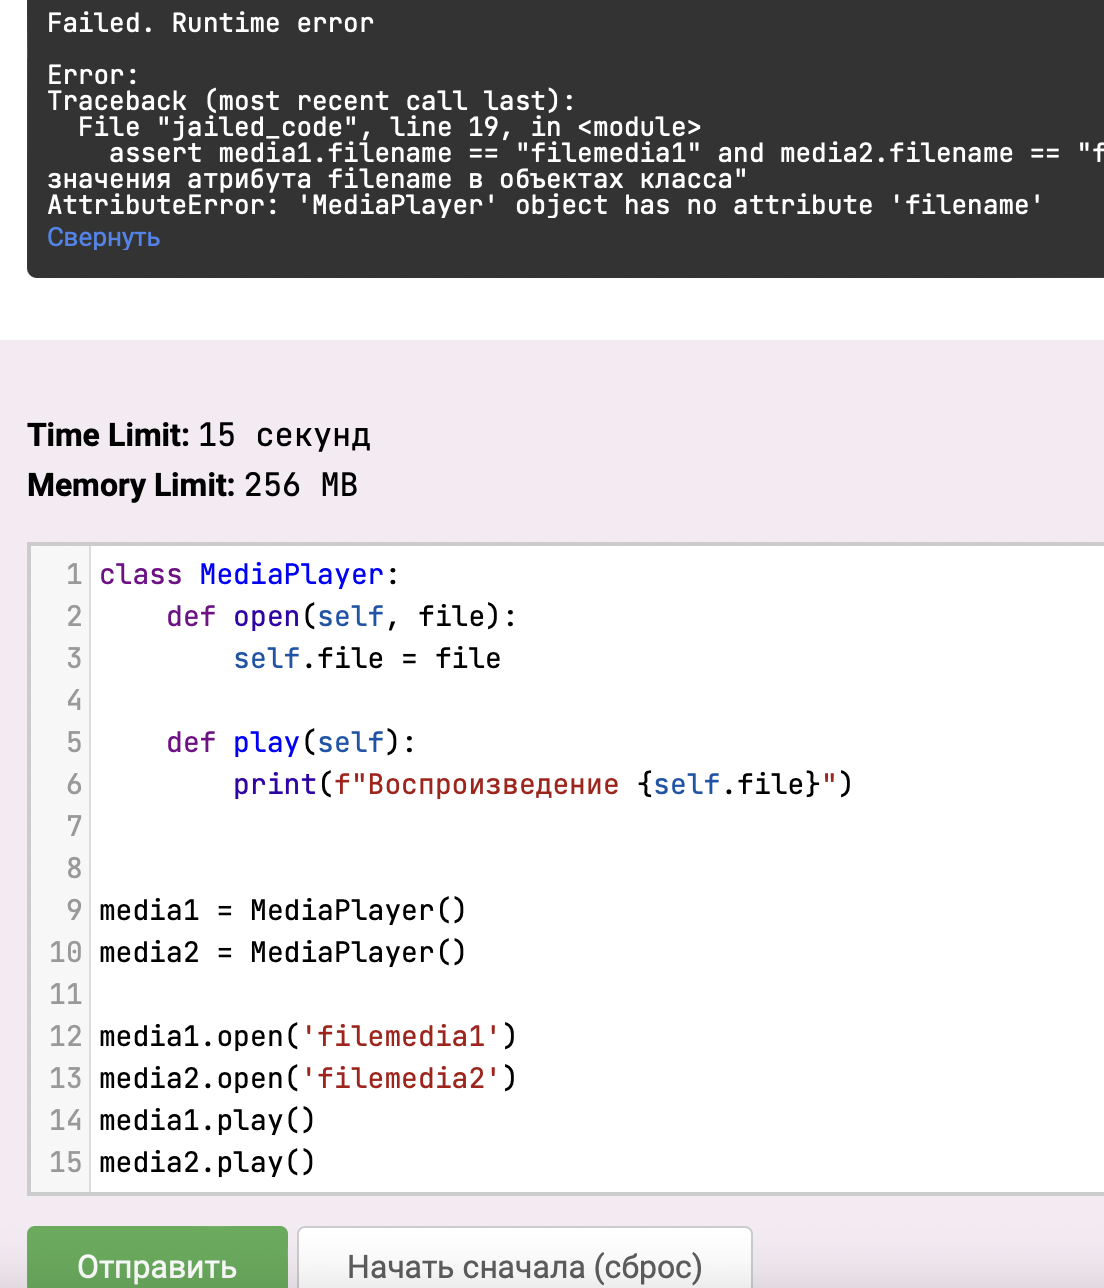 Failed. Runtime error
Error:
Traceback (most recent call last):
  File "jailed_code", line 19, in <module>
    assert media1.filename == "filemedia1" and media2.filename == "f
значения атрибута filename в объектах класса"
AttributeError: 'MediaPlayer' object has no attribute 'filename'
Свернуть
Time Limit: 15 секунд
Memory Limit: 256 MB
1 class MediaPlayer:
2     def open(self, file):
3         self.file = file
4
5     def play(self):
6         print(f"Воспроизведение {self.file}")
7
8
9 media1 = MediaPlayer()
10 media2 = MediaPlayer()
11
12 media1.open('filemedia1')
13 media2.open('filemedia2')
14 media1.play()
15 media2.play()
Отправить
Начать сначала (сброс)